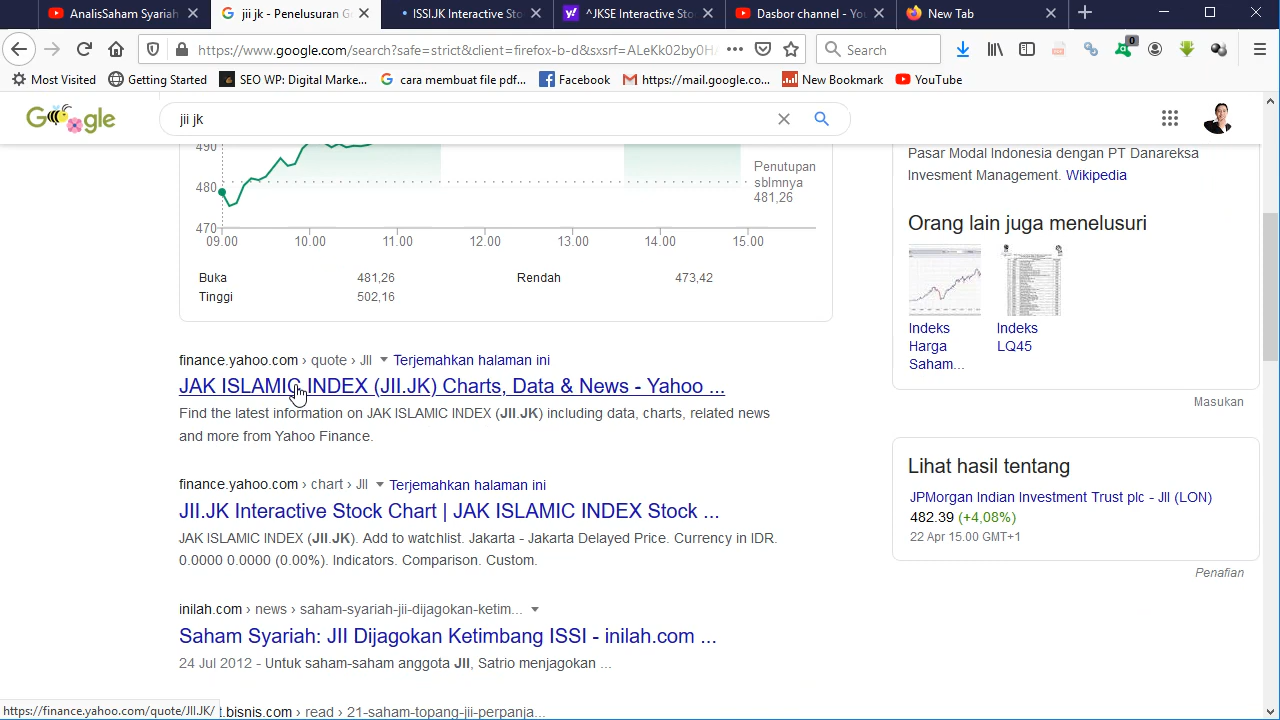 AnalisSaham Syariah
jii jk - Penelusuran G
ISSI.JK Interactive Sto
^JKSE Interactive Sto
Dasbor channel - Yo
New Tab
https://www.google.com/search?safe=strict&client=firefox-b-d&sxsrf=ALeKk02by0H
Search
0
Most Visited
Getting Started
SEO WP: Digital Marke...
cara membuat file pdf...
Facebook
https://mail.google.co...
New Bookmark
YouTube
Google
jii jk
490
480
470
09.00 10.00 11.00 12.00 13.00 14.00 15.00
Penutupan
sblmnya
481,26
Buka 481,26 Rendah 473,42
Tinggi 502,16
finance.yahoo.com › quote › JII Terjemahkan halaman ini
JAK ISLAMIC INDEX (JII.JK) Charts, Data & News - Yahoo ...
Find the latest information on JAK ISLAMIC INDEX (JII.JK) including data, charts, related news
and more from Yahoo Finance.
finance.yahoo.com › chart › JII Terjemahkan halaman ini
JII.JK Interactive Stock Chart | JAK ISLAMIC INDEX Stock ...
JAK ISLAMIC INDEX (JII.JK). Add to watchlist. Jakarta - Jakarta Delayed Price. Currency in IDR.
0.0000 0.0000 (0.00%). Indicators. Comparison. Custom.
inilah.com › news › saham-syariah-jii-dijagokan-ketim...
Saham Syariah: JII Dijagokan Ketimbang ISSI - inilah.com ...
24 Jul 2012 - Untuk saham-saham anggota JII, Satrio menjagokan ...
t.bisnis.com › read › 21-saham-topang-jii-perpanja...
https://finance.yahoo.com/quote/JII.JK/
Pasar Modal Indonesia dengan PT Danareksa
Invesment Management. Wikipedia
Orang lain juga menelusuri
Indeks
Harga
Saham...
Indeks
LQ45
Masukan
Lihat hasil tentang
JPMorgan Indian Investment Trust plc - JII (LON)
482.39 (+4,08%)
22 Apr 15.00 GMT+1
Penafian